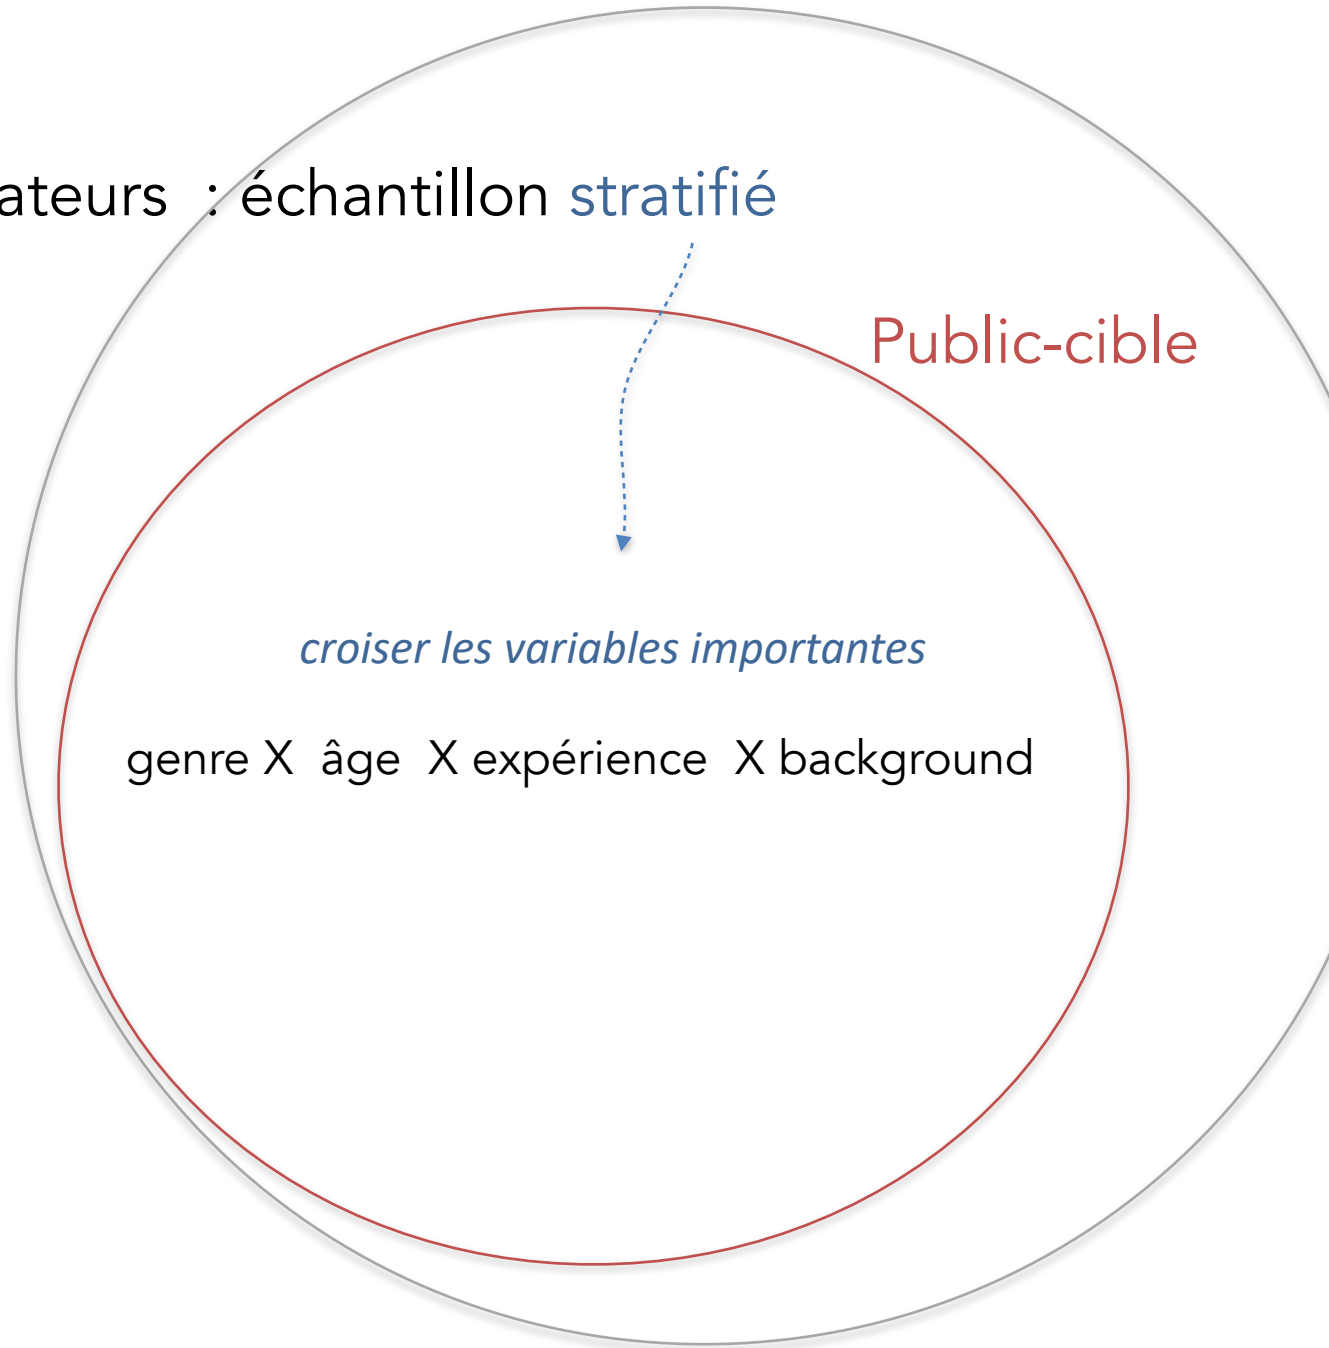 ateurs : échantillon stratifié
Public-cible
croiser les variables importantes
genre X âge X expérience X background